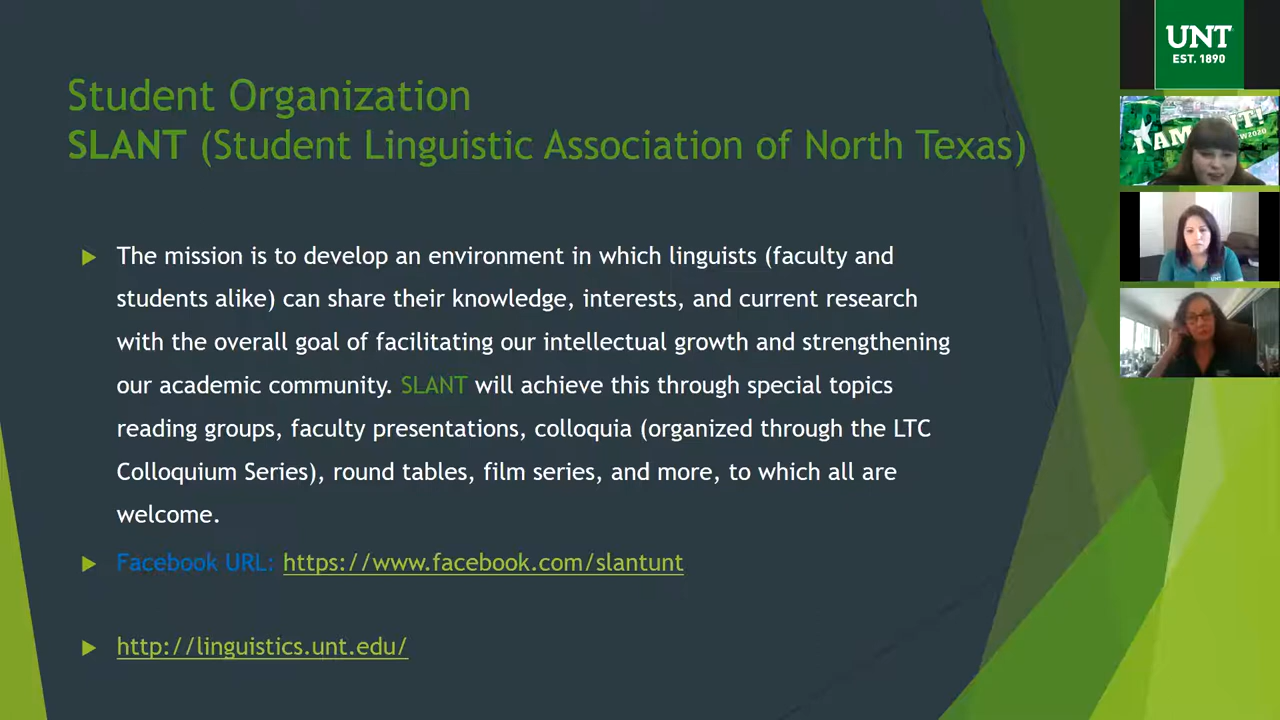 Student Organization
SLANT (Student Linguistic Association of North Texas)
The mission is to develop an environment in which linguists (faculty and
students alike) can share their knowledge, interests, and current research
with the overall goal of facilitating our intellectual growth and strengthening
our academic community. SLANT will achieve this through special topics
reading groups, faculty presentations, colloquia (organized through the LTC
Colloquium Series), round tables, film series, and more, to which all are
welcome.
Facebook URL: https://www.facebook.com/slantunt
http://linguistics.unt.edu/
UNT
EST. 1890